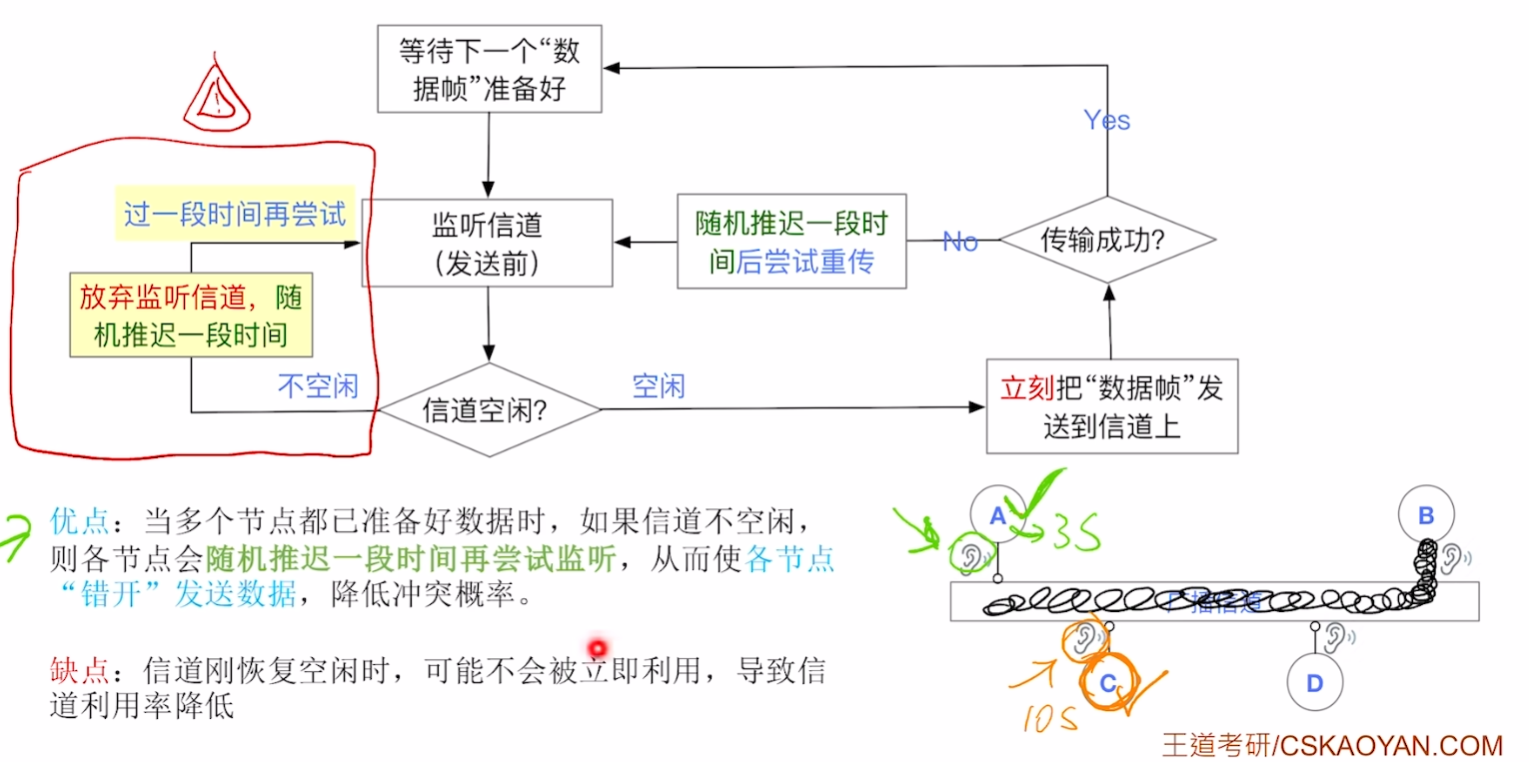 等待下一个“数
据帧”准备好
Yes
过一段时间再尝试
监听信道
（发送前）
随机推迟一段时
间后尝试重传
No
传输成功？
放弃监听信道，随
机推迟一段时间
不空闲
信道空闲？
空闲
立刻把“数据帧”发
送到信道上
优点：当多个节点都已准备好数据时，如果信道不空闲，
则各节点会随机推迟一段时间再尝试监听，从而使各节点
“错开”发送数据，降低冲突概率。
缺点：信道刚恢复空闲时，可能不会被立即利用，导致信
道利用率降低
A
3S
B
广播信道
C
10S
D
王道考研/CSKAOYAN.COM